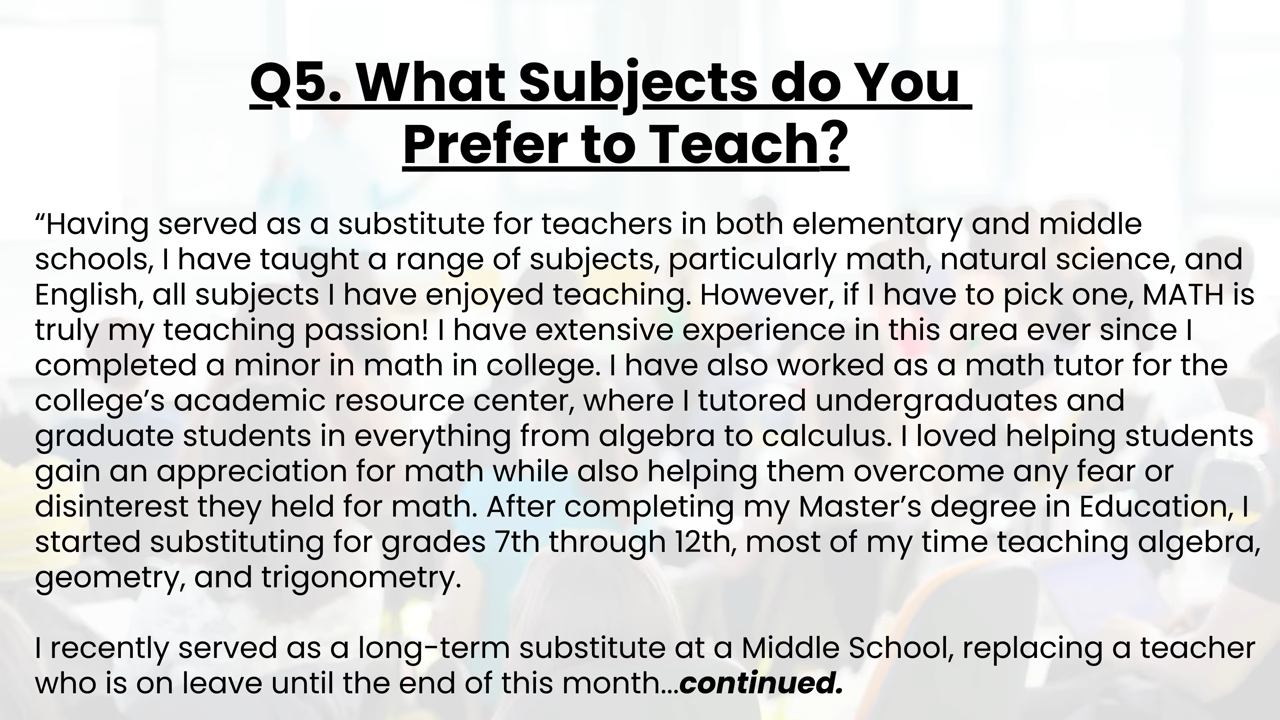 Q5. What Subjects do You
Prefer to Teach?
“Having served as a substitute for teachers in both elementary and middle
schools, I have taught a range of subjects, particularly math, natural science, and
English, all subjects I have enjoyed teaching. However, if I have to pick one, MATH is
truly my teaching passion! I have extensive experience in this area ever since I
completed a minor in math in college. I have also worked as a math tutor for the
college’s academic resource center, where I tutored undergraduates and
graduate students in everything from algebra to calculus. I loved helping students
gain an appreciation for math while also helping them overcome any fear or
disinterest they held for math. After completing my Master’s degree in Education, I
started substituting for grades 7th through 12th, most of my time teaching algebra,
geometry, and trigonometry.
I recently served as a long-term substitute at a Middle School, replacing a teacher
who is on leave until the end of this month...continued.